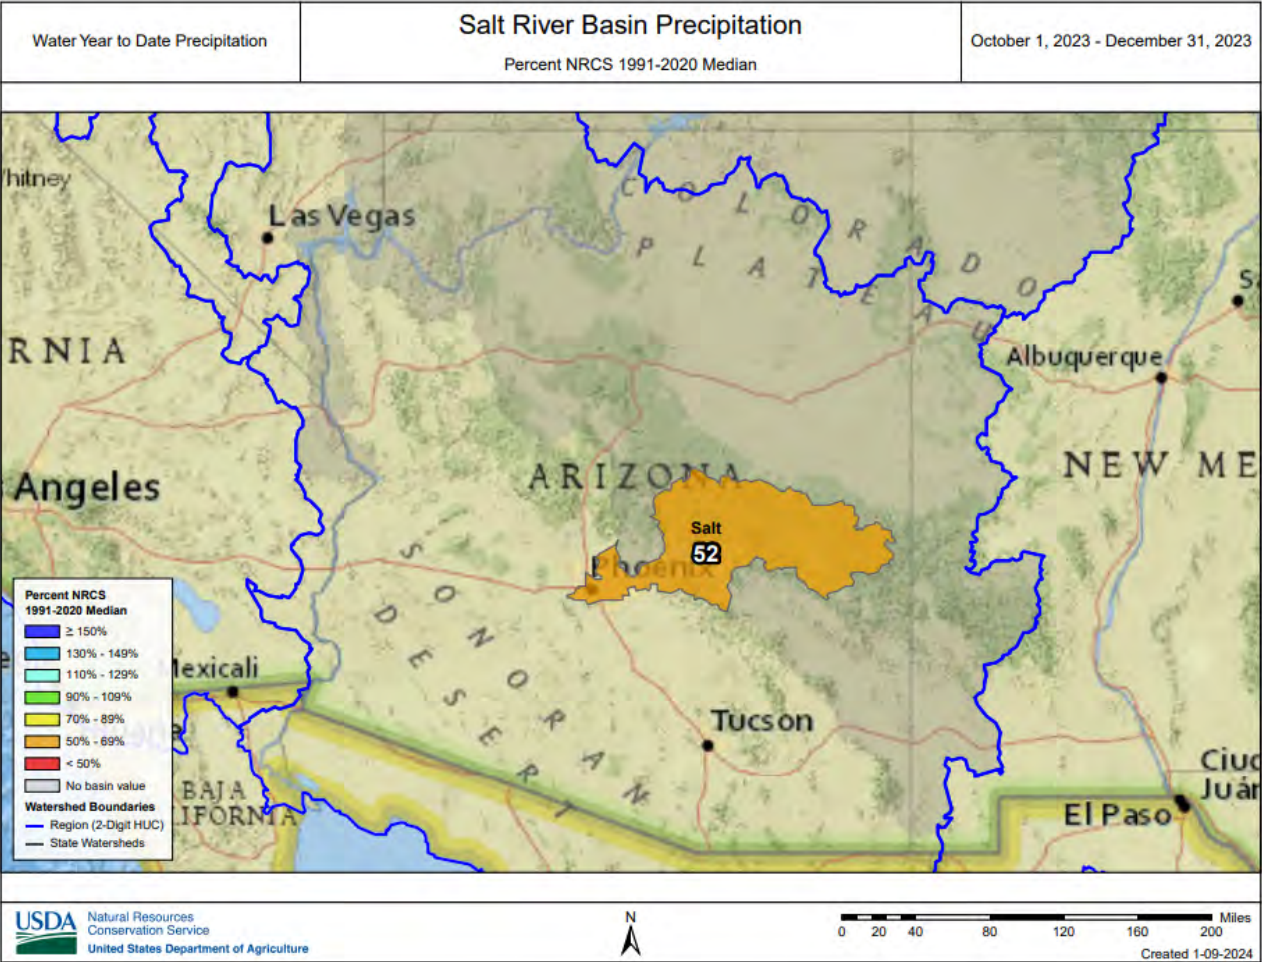 Water Year to Date Precipitation
Salt River Basin Precipitation
Percent NRCS 1991-2020 Median
October 1, 2023 - December 31, 2023
Las Vegas
COLORADO
PLATEAU
RNIA
Albuquerque
Angeles
ARIZONA
NEW ME
Salt
52
Phoenix
SONORAN
DESERT
Mexicali
Tucson
BAJA
LIFORNIA
El Paso
Ciud
Juár
Percent NRCS
1991-2020 Median
≥ 150%
130% - 149%
110% - 129%
90% - 109%
70% - 89%
50% - 69%
< 50%
No basin value
Watershed Boundaries
Region (2-Digit HUC)
State Watersheds
USDA
Natural Resources
Conservation Service
United States Department of Agriculture
N
Miles
0 20 40 80 120 160 200
Created 1-09-2024